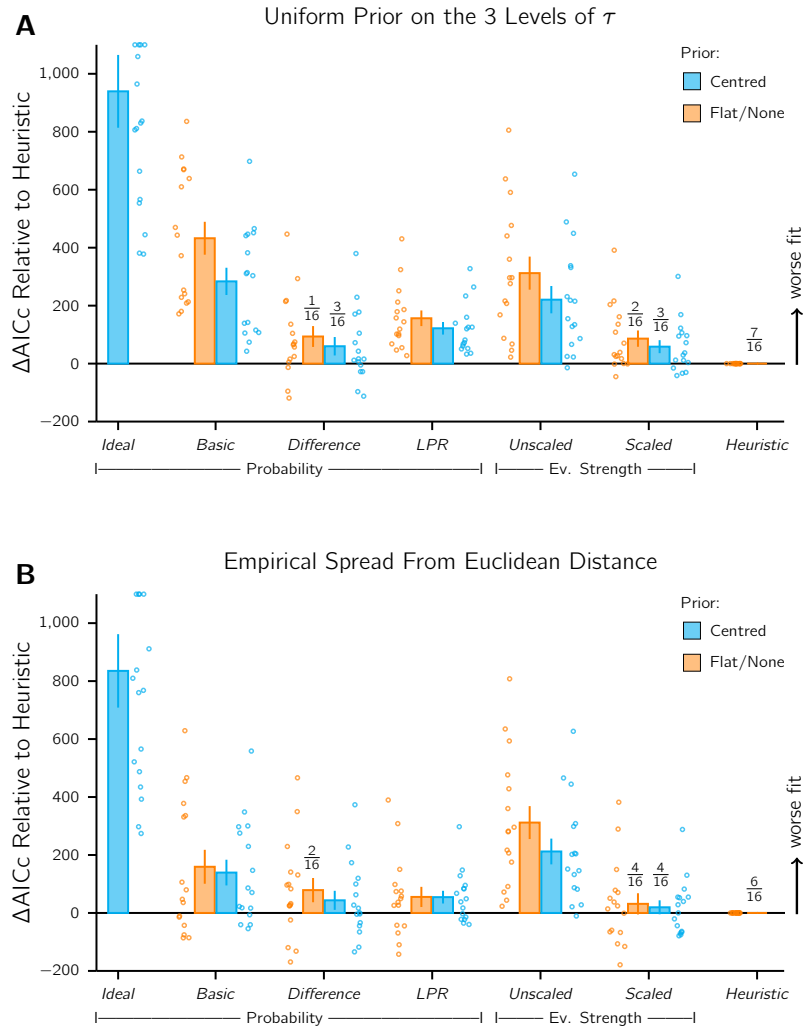 A
Uniform Prior on the 3 Levels of τ
ΔAICc Relative to Heuristic
1,000
800
600
400
200
0
−200
Prior:
Centred
Flat/None
worse fit
1/16
3/16
2/16
3/16
7/16
Ideal Basic Difference LPR Unscaled Scaled Heuristic
Probability Ev. Strength
B
Empirical Spread From Euclidean Distance
ΔAICc Relative to Heuristic
1,000
800
600
400
200
0
−200
Prior:
Centred
Flat/None
worse fit
2/16
4/16
4/16
6/16
Ideal Basic Difference LPR Unscaled Scaled Heuristic
Probability Ev. Strength